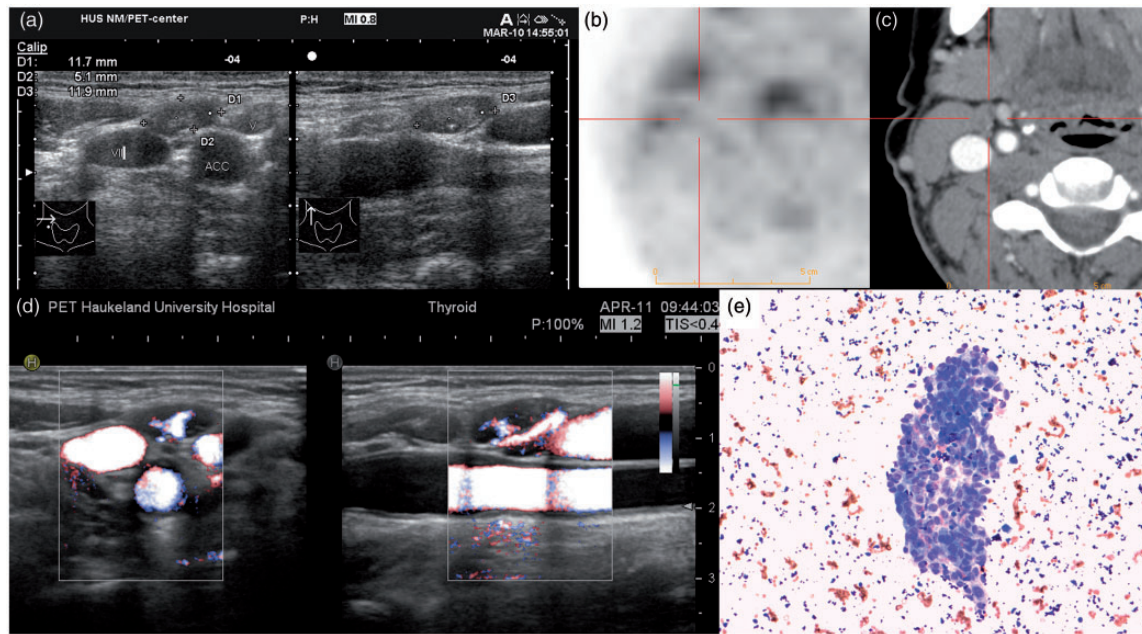 (a)
HUS NM/PET-center
P:H
MI 0.8
A
MAR-10 14:55:01
Calip
D1: 11.7 mm
D2: 5.1 mm
D3: 11.9 mm
-04
-04
D1
D2
D3
V
ACC
(b)
0
5 cm
(c)
0
5 cm
(d)
PET Haukeland University Hospital
Thyroid
APR-11 09:44:03
P:100%
MI 1.2
TIS<0.4
H
H
0
1
2
3
(e)